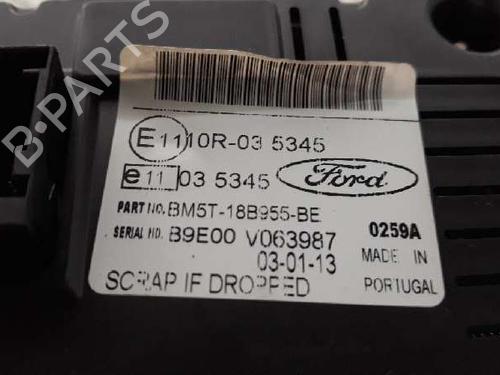 B-PARTS
E11 10R-03 5345
e11 03 5345 Ford
PART NO. BM5T-18B955-BE
SERIAL NO. B9E00 V063987 0259A
03-01-13 MADE IN
SCRAP IF DROPPED PORTUGAL